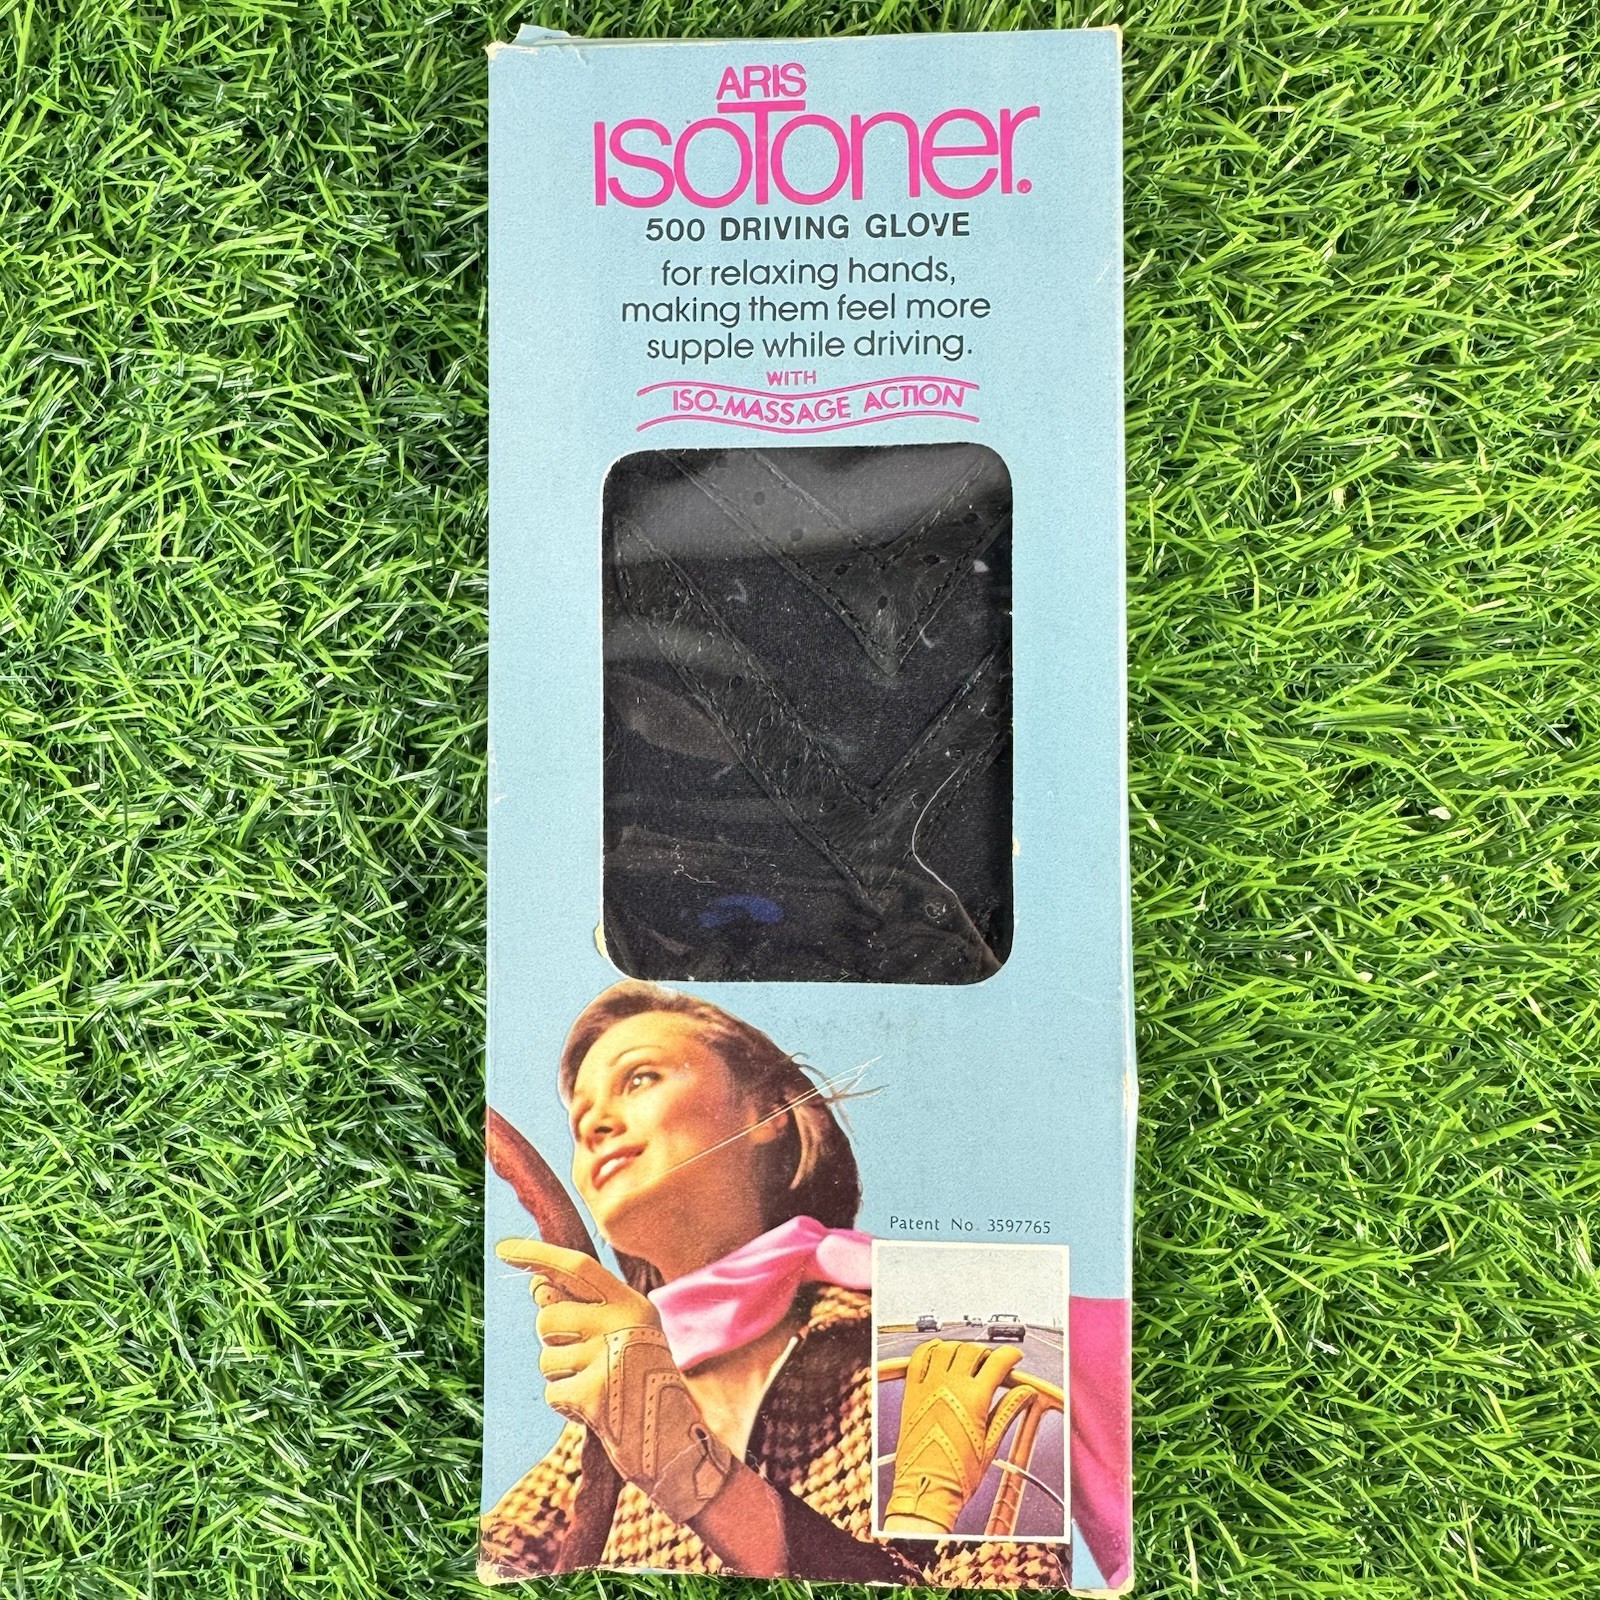 ARIS
ISOTONER®
500 DRIVING GLOVE
for relaxing hands,
making them feel more
supple while driving.
WITH
ISO-MASSAGE ACTION
Patent No. 3597765